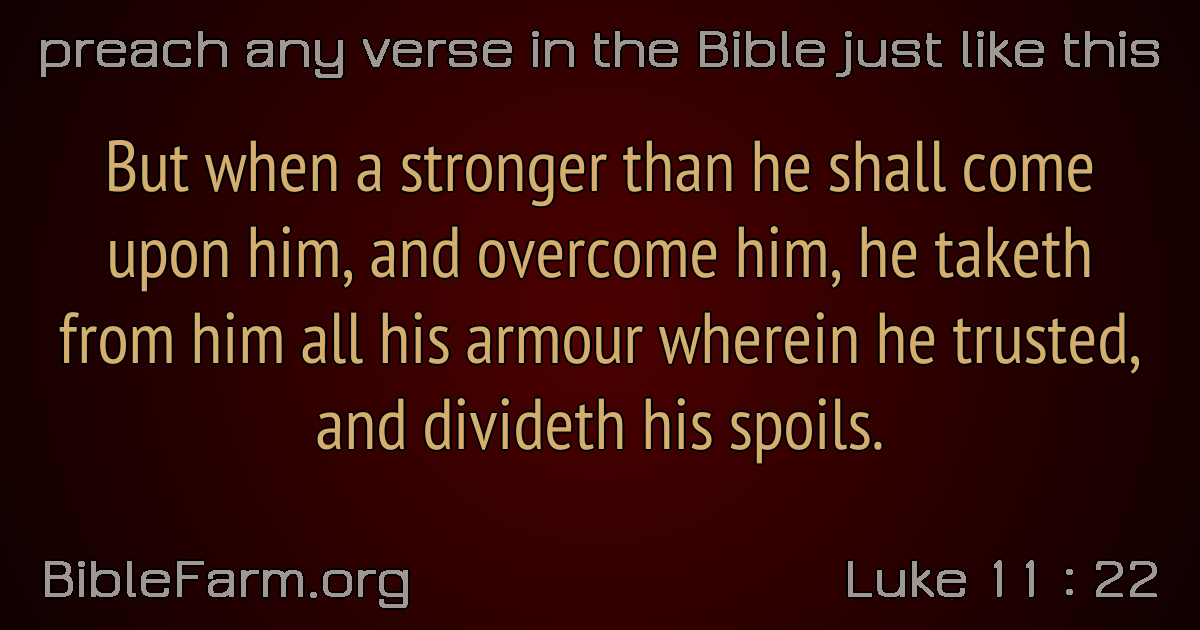 preach any verse in the Bible just like this
But when a stronger than he shall come
upon him, and overcome him, he taketh
from him all his armour wherein he trusted,
and divideth his spoils.
BibleFarm.org
Luke 11 : 22